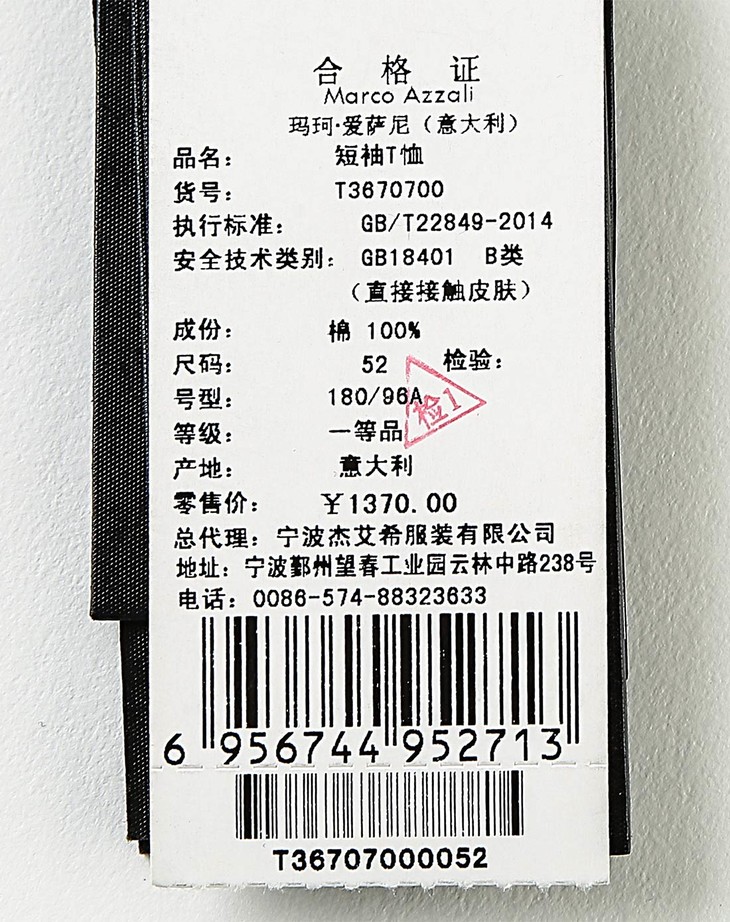 合格证
Marco Azzali
玛珂·爱萨尼（意大利）
品名： 短袖T恤
货号： T3670700
执行标准： GB/T22849-2014
安全技术类别： GB18401 B类
（直接接触皮肤）
成份： 棉 100%
尺码： 52 检验：
检1
号型： 180/96A
等级： 一等品
产地： 意大利
零售价： ￥1370.00
总代理： 宁波杰艾希服装有限公司
地址： 宁波鄞州望春工业园云林中路238号
电话： 0086-574-88323633
6 956744 952713
T36707000052